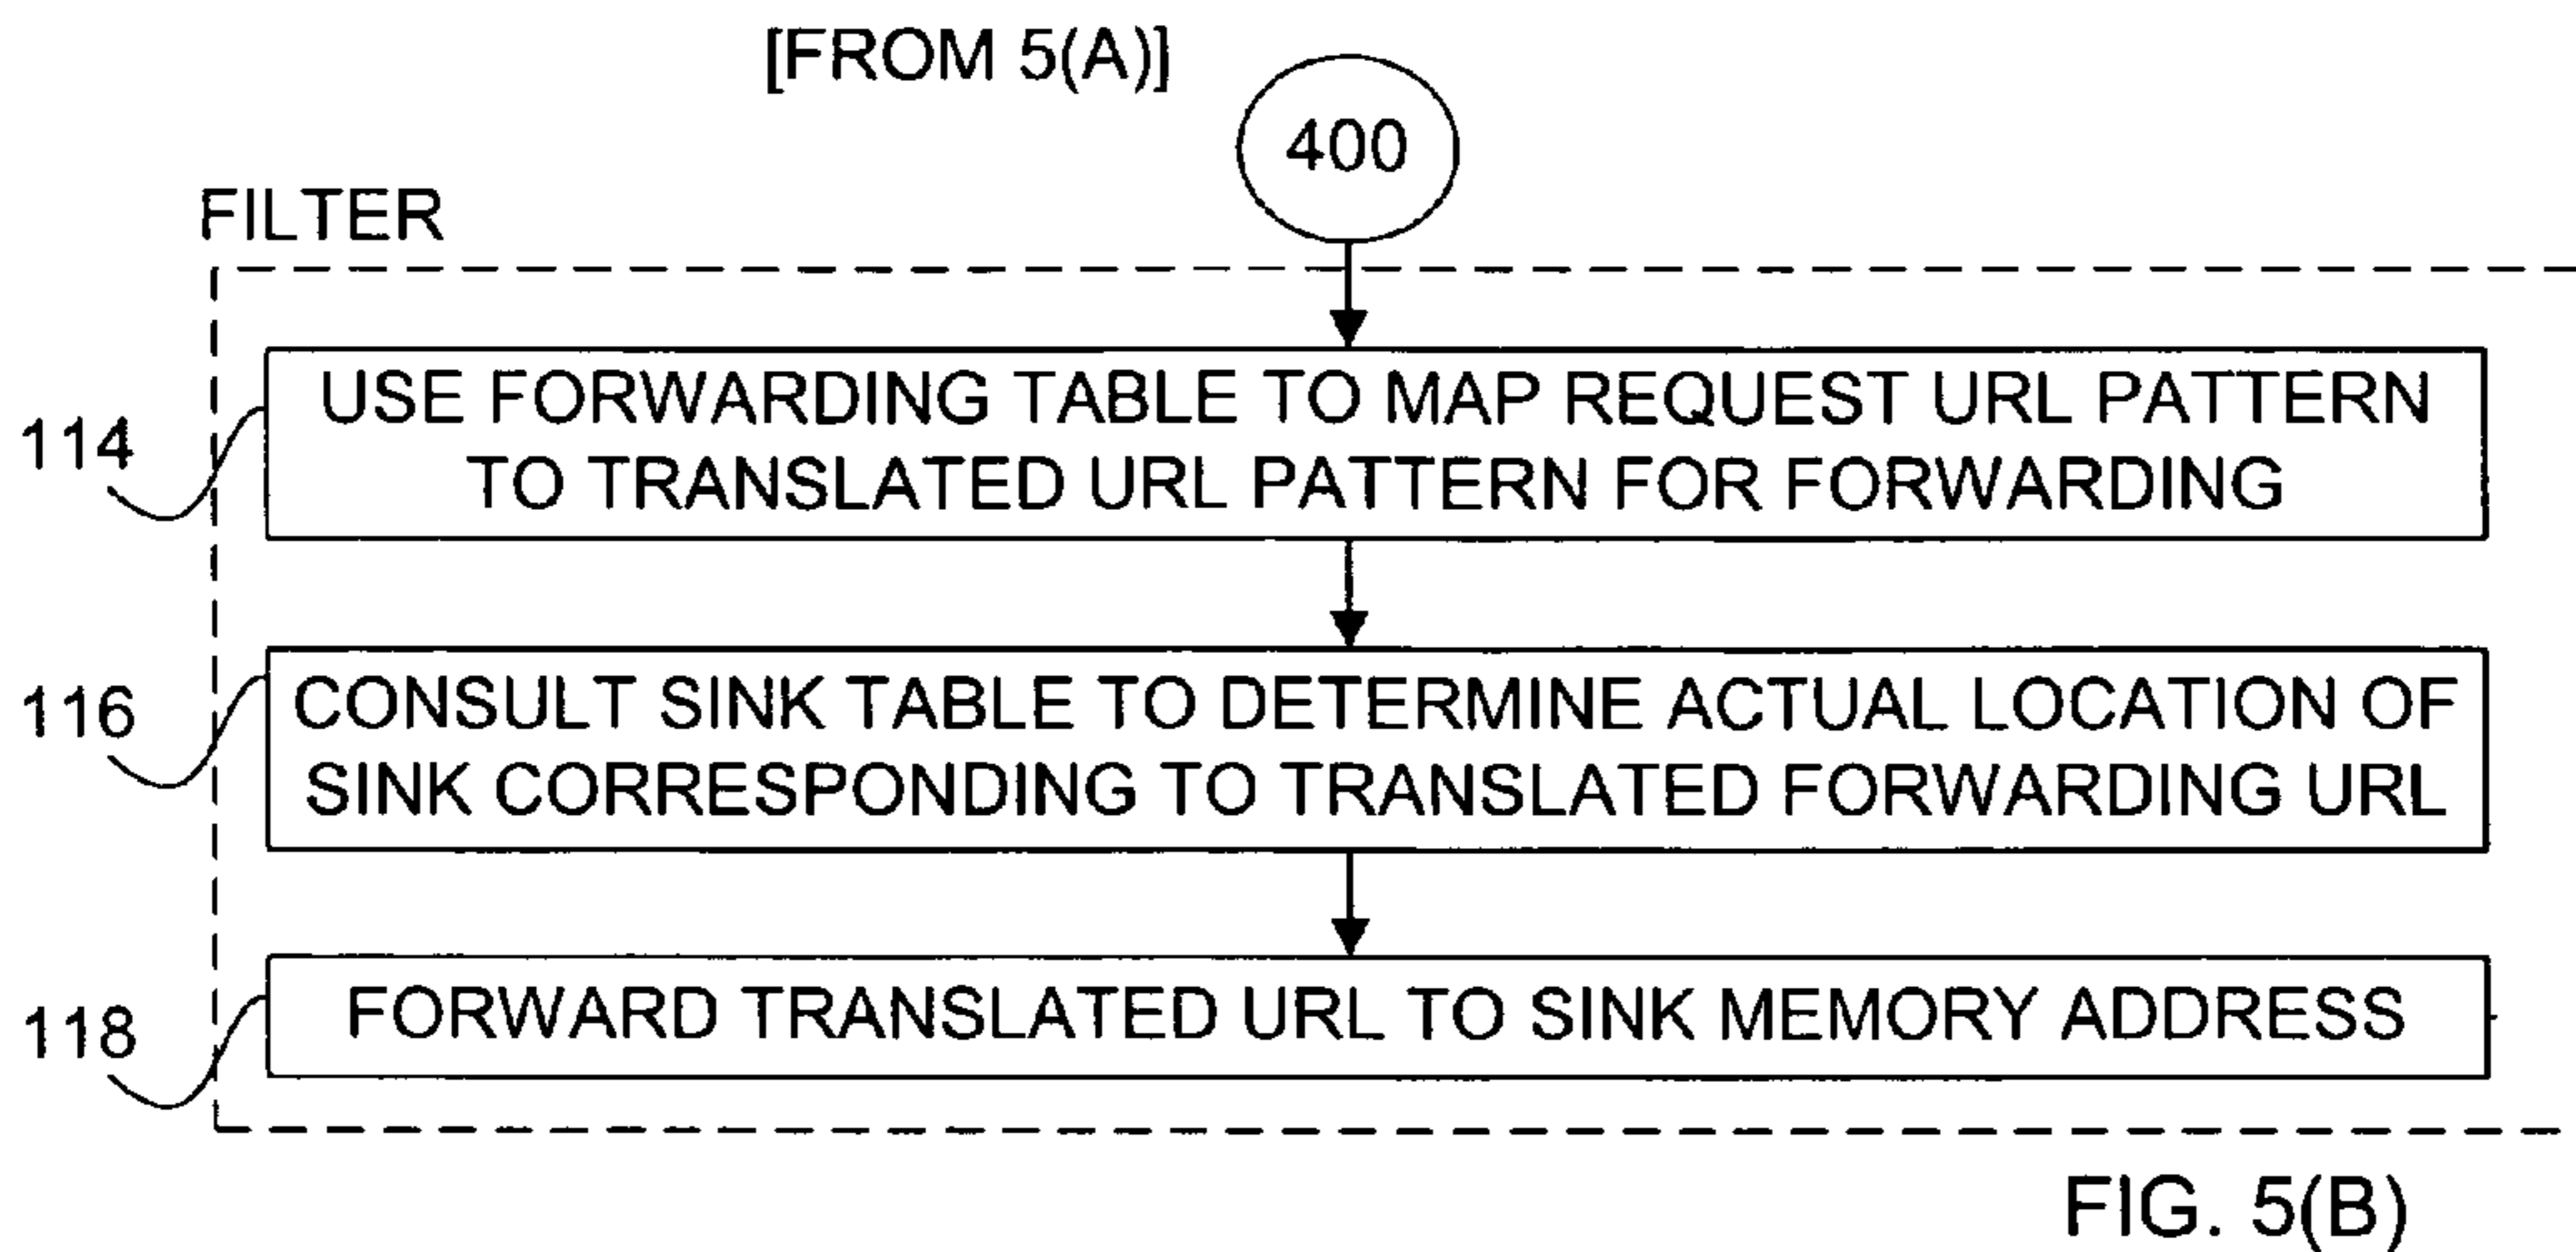 [FROM 5(A)]
400
FILTER
114
USE FORWARDING TABLE TO MAP REQUEST URL PATTERN
TO TRANSLATED URL PATTERN FOR FORWARDING
116
CONSULT SINK TABLE TO DETERMINE ACTUAL LOCATION OF
SINK CORRESPONDING TO TRANSLATED FORWARDING URL
118
FORWARD TRANSLATED URL TO SINK MEMORY ADDRESS
FIG. 5(B)